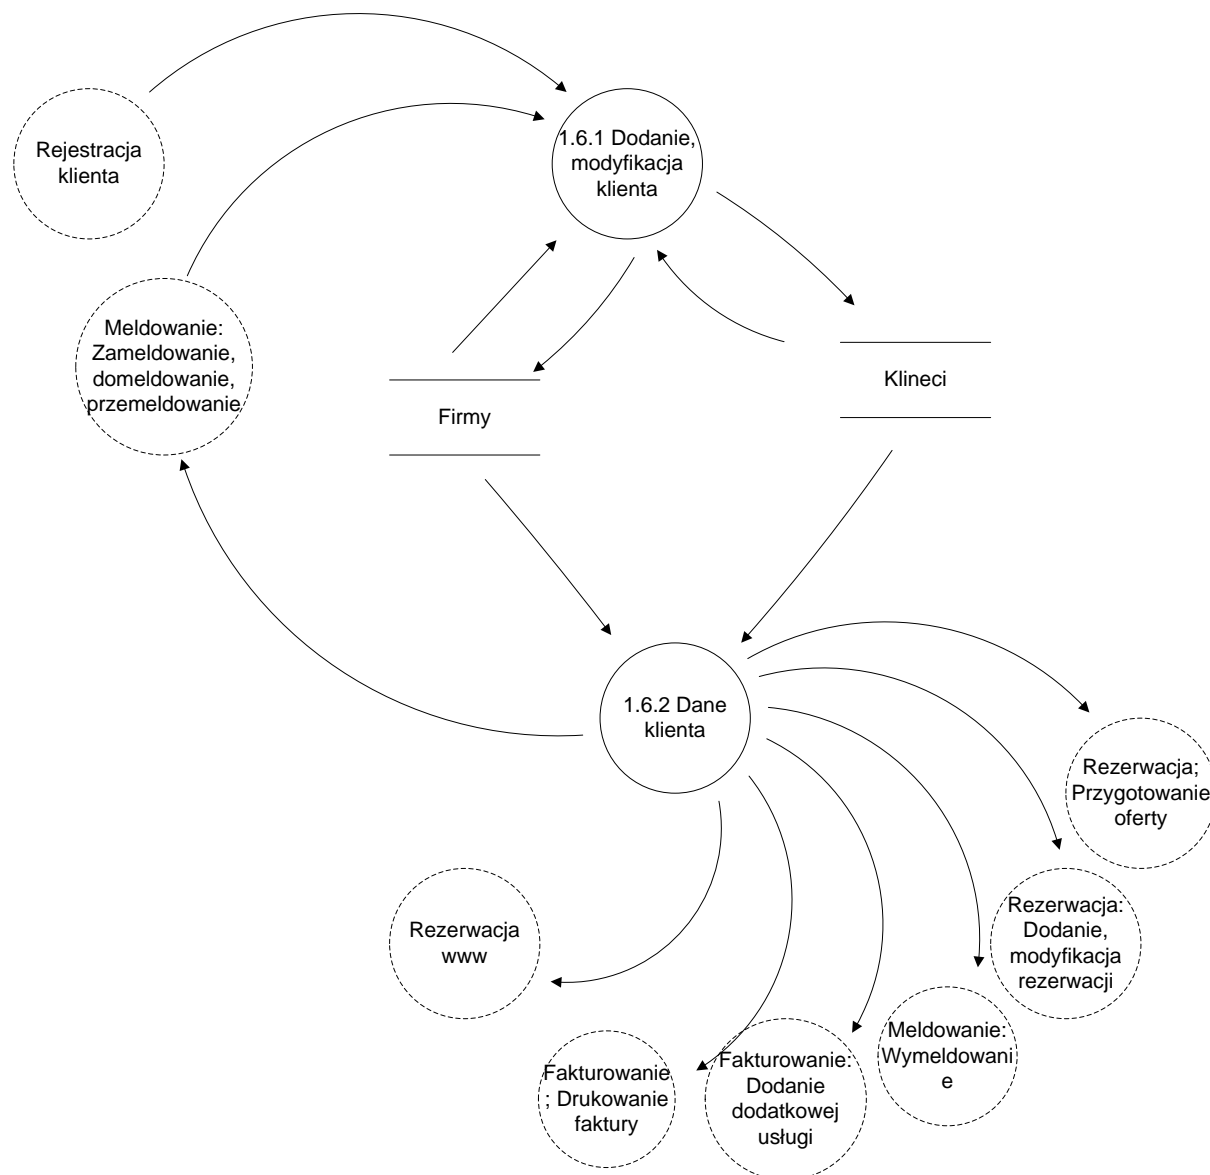 Rejestracja
klienta
1.6.1 Dodanie,
modyfikacja
klienta
Meldowanie:
Zameldowanie,
domeldowanie,
przemeldowanie
Firmy
Klineci
1.6.2 Dane
klienta
Rezerwacja;
Przygotowanie
oferty
Rezerwacja:
Dodanie,
modyfikacja
rezerwacji
Rezerwacja
www
Meldowanie:
Wymeldowani
e
Fakturowanie
; Drukowanie
faktury
Fakturowanie:
Dodanie
dodatkowej
usługi